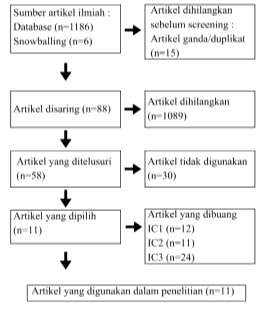 Sumber artikel ilmiah :
Database (n=1186)
Snowballing (n=6)
Artikel dihilangkan
sebelum screening :
Artikel ganda/duplikat
(n=15)
Artikel disaring (n=88)
Artikel dihilangkan
(n=1089)
Artikel yang ditelusuri
(n=58)
Artikel tidak digunakan
(n=30)
Artikel yang dipilih
(n=11)
Artikel yang dibuang
IC1 (n=12)
IC2 (n=11)
IC3 (n=24)
Artikel yang digunakan dalam penelitian (n=11)